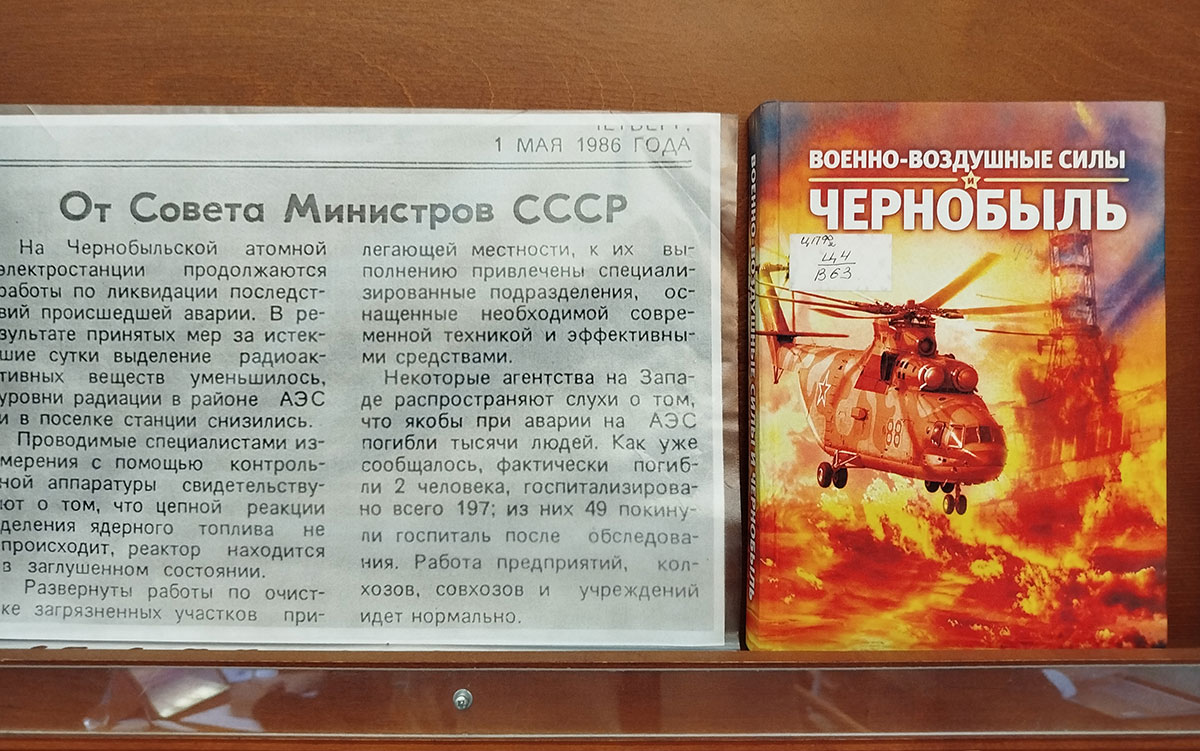 ЧЕТВЕРГ,
1 МАЯ 1986 ГОДА
От Совета Министров СССР
На Чернобыльской атомной
электростанции продолжаются
работы по ликвидации последст-
вий происшедшей аварии. В ре-
зультате принятых мер за истек-
шие сутки выделение радиоак-
тивных веществ уменьшилось,
уровни радиации в районе АЭС
и в поселке станции снизились.
Проводимые специалистами из-
мерения с помощью контроль-
ной аппаратуры свидетельству-
ют о том, что цепной реакции
деления ядерного топлива не
происходит, реактор находится
в заглушенном состоянии.
Развернуты работы по очист-
ке загрязненных участков при-
легающей местности, к их вы-
полнению привлечены специали-
зированные подразделения, ос-
нащенные необходимой совре-
менной техникой и эффективны-
ми средствами.
Некоторые агентства на Запа-
де распространяют слухи о том,
что якобы при аварии на АЭС
погибли тысячи людей. Как уже
сообщалось, фактически погиб-
ли 2 человека, госпитализирова-
но всего 197; из них 49 покину-
ли госпиталь после обследова-
ния. Работа предприятий, кол-
хозов, совхозов и учреждений
идет нормально.
ВОЕННО-ВОЗДУШНЫЕ СИЛЫ И ЧЕРНОБЫЛЬ
ВОЕННО-ВОЗДУШНЫЕ СИЛЫ
И
ЧЕРНОБЫЛЬ
Ц4
В63
88